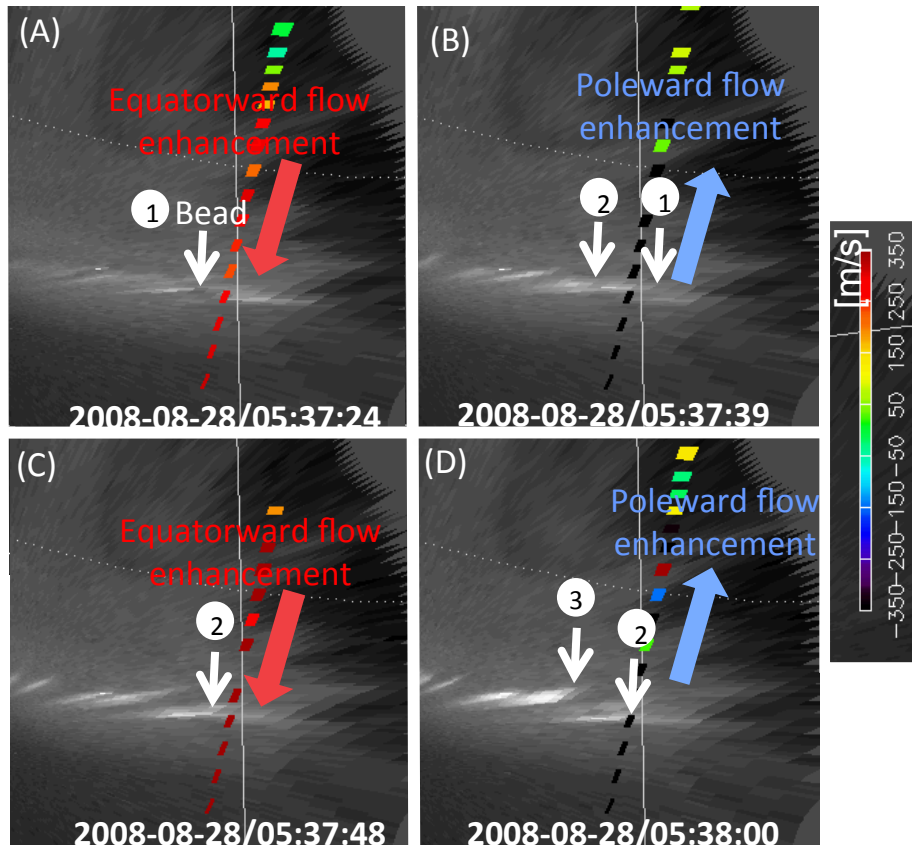 (A)
Equatorward flow
enhancement
1 Bead
2008-08-28/05:37:24
(B)
Poleward flow
enhancement
2
1
2008-08-28/05:37:39
(C)
Equatorward flow
enhancement
2
2008-08-28/05:37:48
(D)
Poleward flow
enhancement
3
2
2008-08-28/05:38:00
[m/s]
350
250
150
50
-50
-150
-250
-350